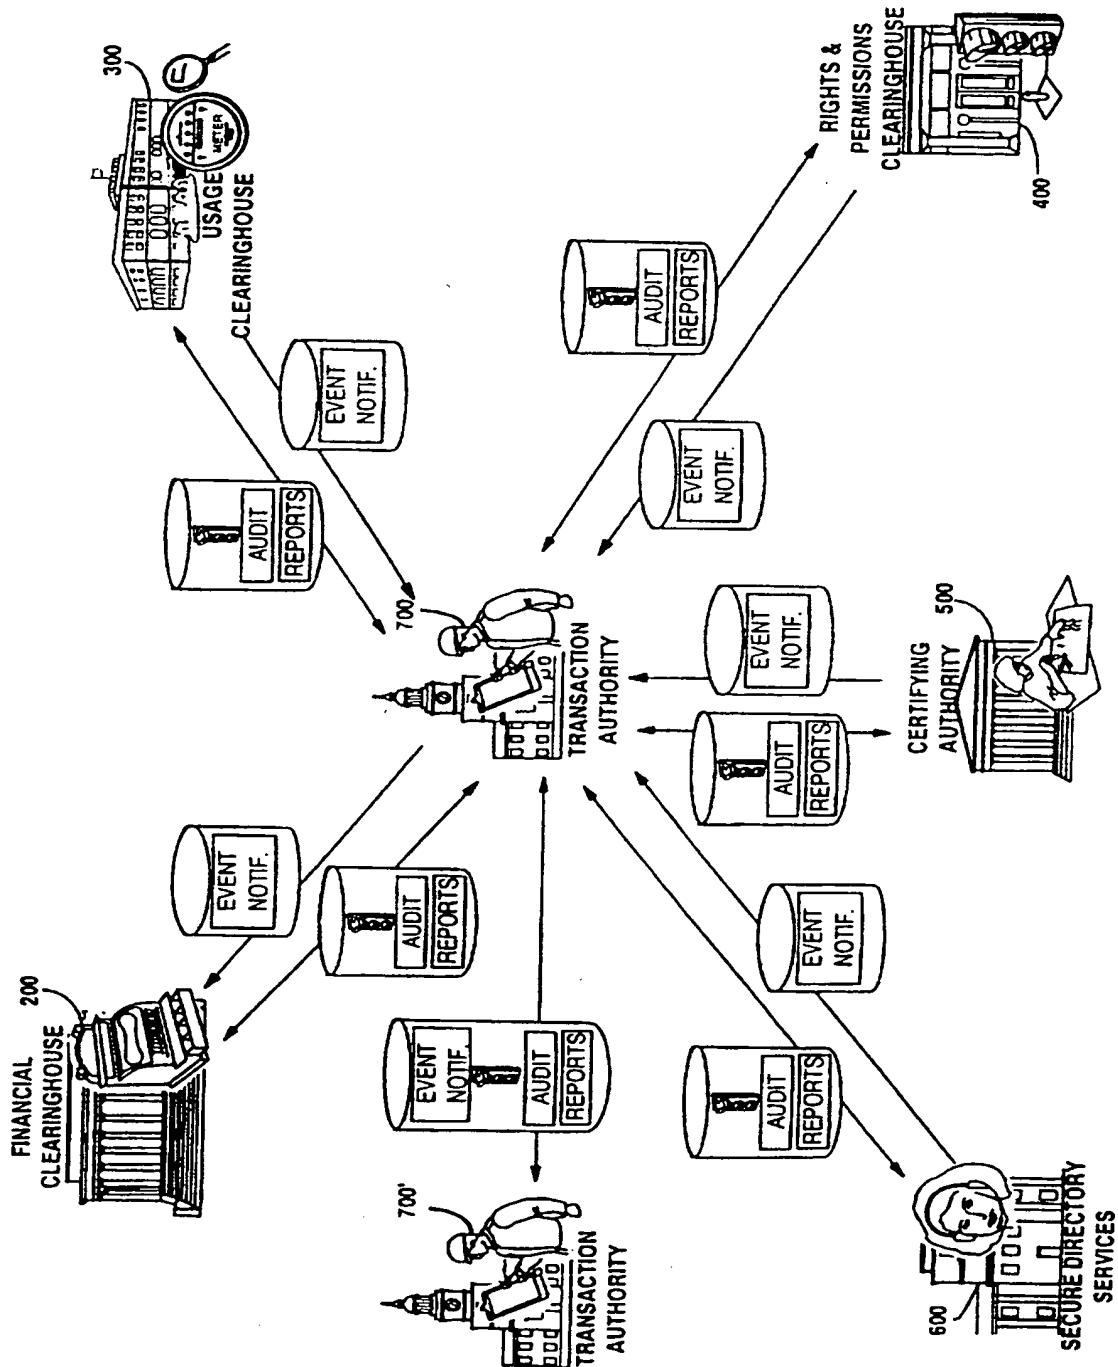 FINANCIAL
CLEARINGHOUSE
200
300
METER
USAGE
CLEARINGHOUSE
EVENT
NOTIF.
AUDIT
REPORTS
EVENT
NOTIF.
AUDIT
REPORTS
700'
TRANSACTION
AUTHORITY
EVENT
NOTIF.
AUDIT
REPORTS
700
TRANSACTION
AUTHORITY
AUDIT
REPORTS
EVENT
NOTIF.
AUDIT
REPORTS
EVENT
NOTIF.
AUDIT
REPORTS
EVENT
NOTIF.
RIGHTS &
PERMISSIONS
CLEARINGHOUSE
400
CERTIFYING
AUTHORITY
500
600
SECURE DIRECTORY
SERVICES